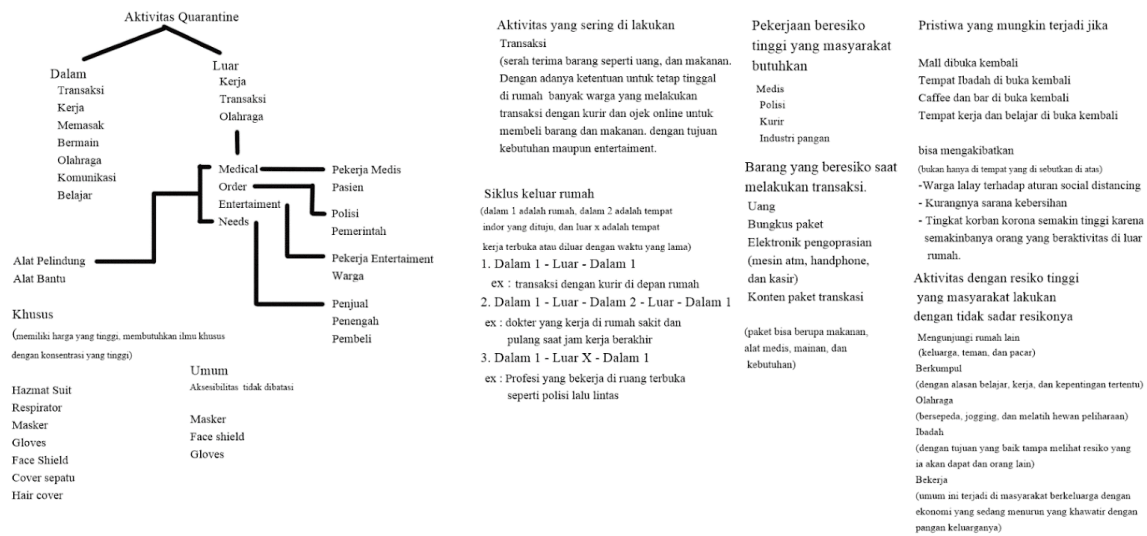 Aktivitas Quarantine
Dalam
Transaksi
Kerja
Memasak
Bermain
Olahraga
Komunikasi
Belajar
Luar
Kerja
Transaksi
Olahraga
Medical
Order
Entertaiment
Needs
Pekerja Medis
Pasien
Polisi
Pemerintah
Pekerja Entertaiment
Warga
Penjual
Penengah
Pembeli
Alat Pelindung
Alat Bantu
Khusus
(memiliki harga yang tinggi, membutuhkan ilmu khusus
dengan konsentrasi yang tinggi)
Hazmat Suit
Respirator
Masker
Gloves
Face Shield
Cover sepatu
Hair cover
Umum
Aksesibilitas tidak dibatasi
Masker
Face shield
Gloves
Aktivitas yang sering di lakukan
Transaksi
(serah terima barang seperti uang, dan makanan.
Dengan adanya ketentuan untuk tetap tinggal
di rumah banyak warga yang melakukan
transaksi dengan kurir dan ojek online untuk
membeli barang dan makanan. dengan tujuan
kebutuhan maupun entertaiment.
Siklus keluar rumah
(dalam 1 adalah rumah, dalam 2 adalah tempat
indor yang dituju, dan luar x adalah tempat
kerja terbuka atau diluar dengan waktu yang lama)
1. Dalam 1 - Luar - Dalam 1
ex : transaksi dengan kurir di depan rumah
2. Dalam 1 - Luar - Dalam 2 - Luar - Dalam 1
ex : dokter yang kerja di rumah sakit dan
pulang saat jam kerja berakhir
3. Dalam 1 - Luar X - Dalam 1
ex : Profesi yang bekerja di ruang terbuka
seperti polisi lalu lintas
Pekerjaan beresiko
tinggi yang masyarakat
butuhkan
Medis
Polisi
Kurir
Industri pangan
Barang yang beresiko saat
melakukan transaksi.
Uang
Bungkus paket
Elektronik pengoprasian
(mesin atm, handphone,
dan kasir)
Konten paket transkasi
(paket bisa berupa makanan,
alat medis, mainan, dan
kebutuhan)
Pristiwa yang mungkin terjadi jika
Mall dibuka kembali
Tempat Ibadah di buka kembali
Caffee dan bar di buka kembali
Tempat kerja dan belajar di buka kembali
bisa mengakibatkan
(bukan hanya di tempat yang di sebutkan di atas)
-Warga lalay terhadap aturan social distancing
- Kurangnya sarana kebersihan
- Tingkat korban korona semakin tinggi karena
semakinbanya orang yang beraktivitas di luar
rumah.
Aktivitas dengan resiko tinggi
yang masyarakat lakukan
dengan tidak sadar resikonya
Mengunjungi rumah lain
(keluarga, teman, dan pacar)
Berkumpul
(dengan alasan belajar, kerja, dan kepentingan tertentu)
Olahraga
(bersepeda, jogging, dan melatih hewan peliharaan)
Ibadah
(dengan tujuan yang baik tampa melihat resiko yang
ia akan dapat dan orang lain)
Bekerja
(umum ini terjadi di masyarakat berkeluarga dengan
ekonomi yang sedang menurun yang khawatir dengan
pangan keluarganya)